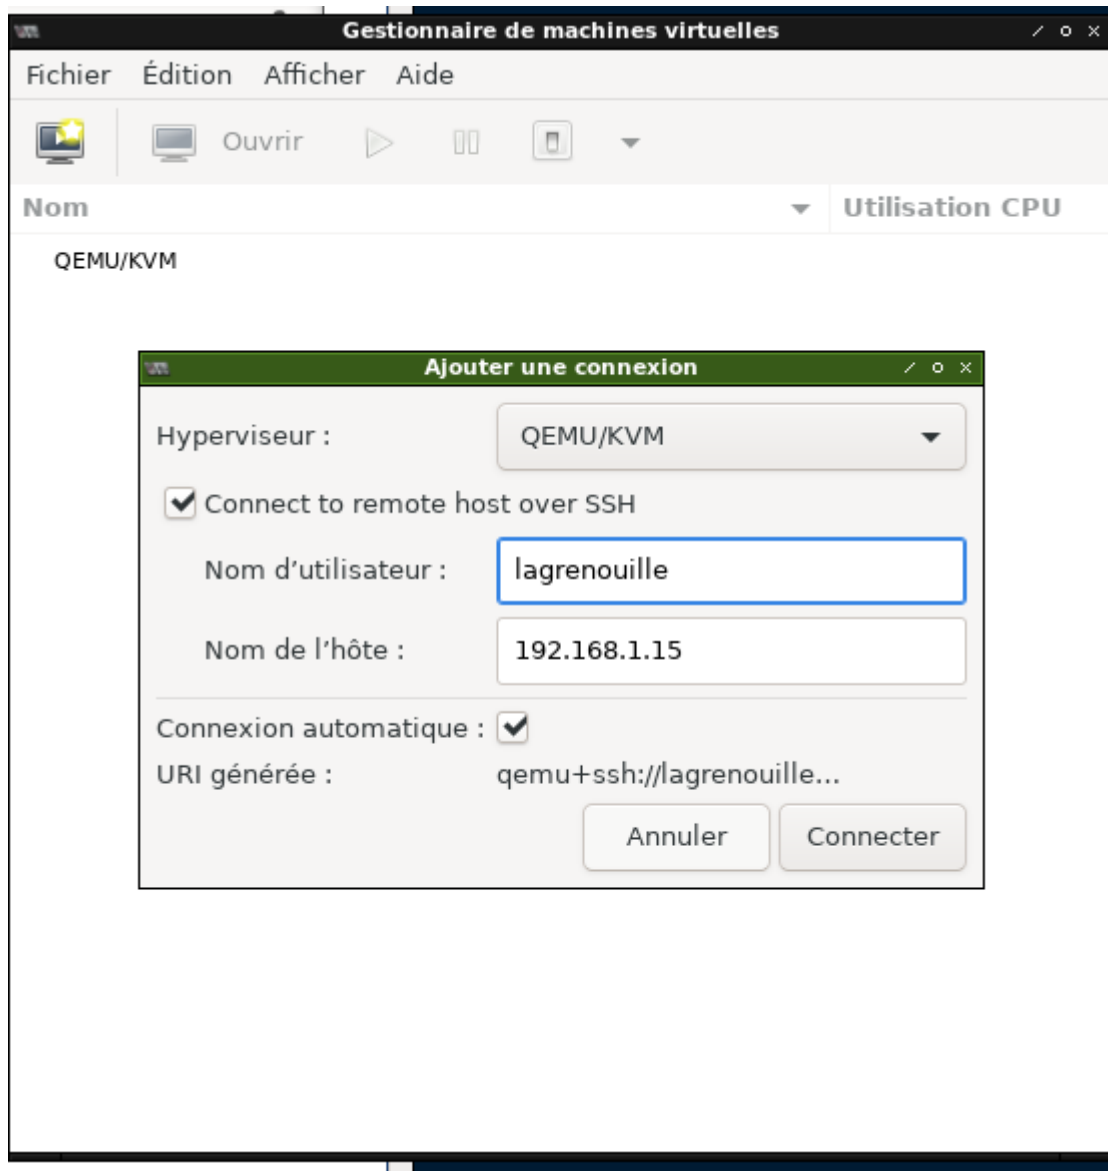 Gestionnaire de machines virtuelles
Fichier Édition Afficher Aide
Ouvrir
Nom Utilisation CPU
QEMU/KVM
Ajouter une connexion
Hyperviseur : QEMU/KVM
Connect to remote host over SSH
Nom d’utilisateur : lagrenouille
Nom de l’hôte : 192.168.1.15
Connexion automatique :
URI générée : qemu+ssh://lagrenouille...
Annuler Connecter